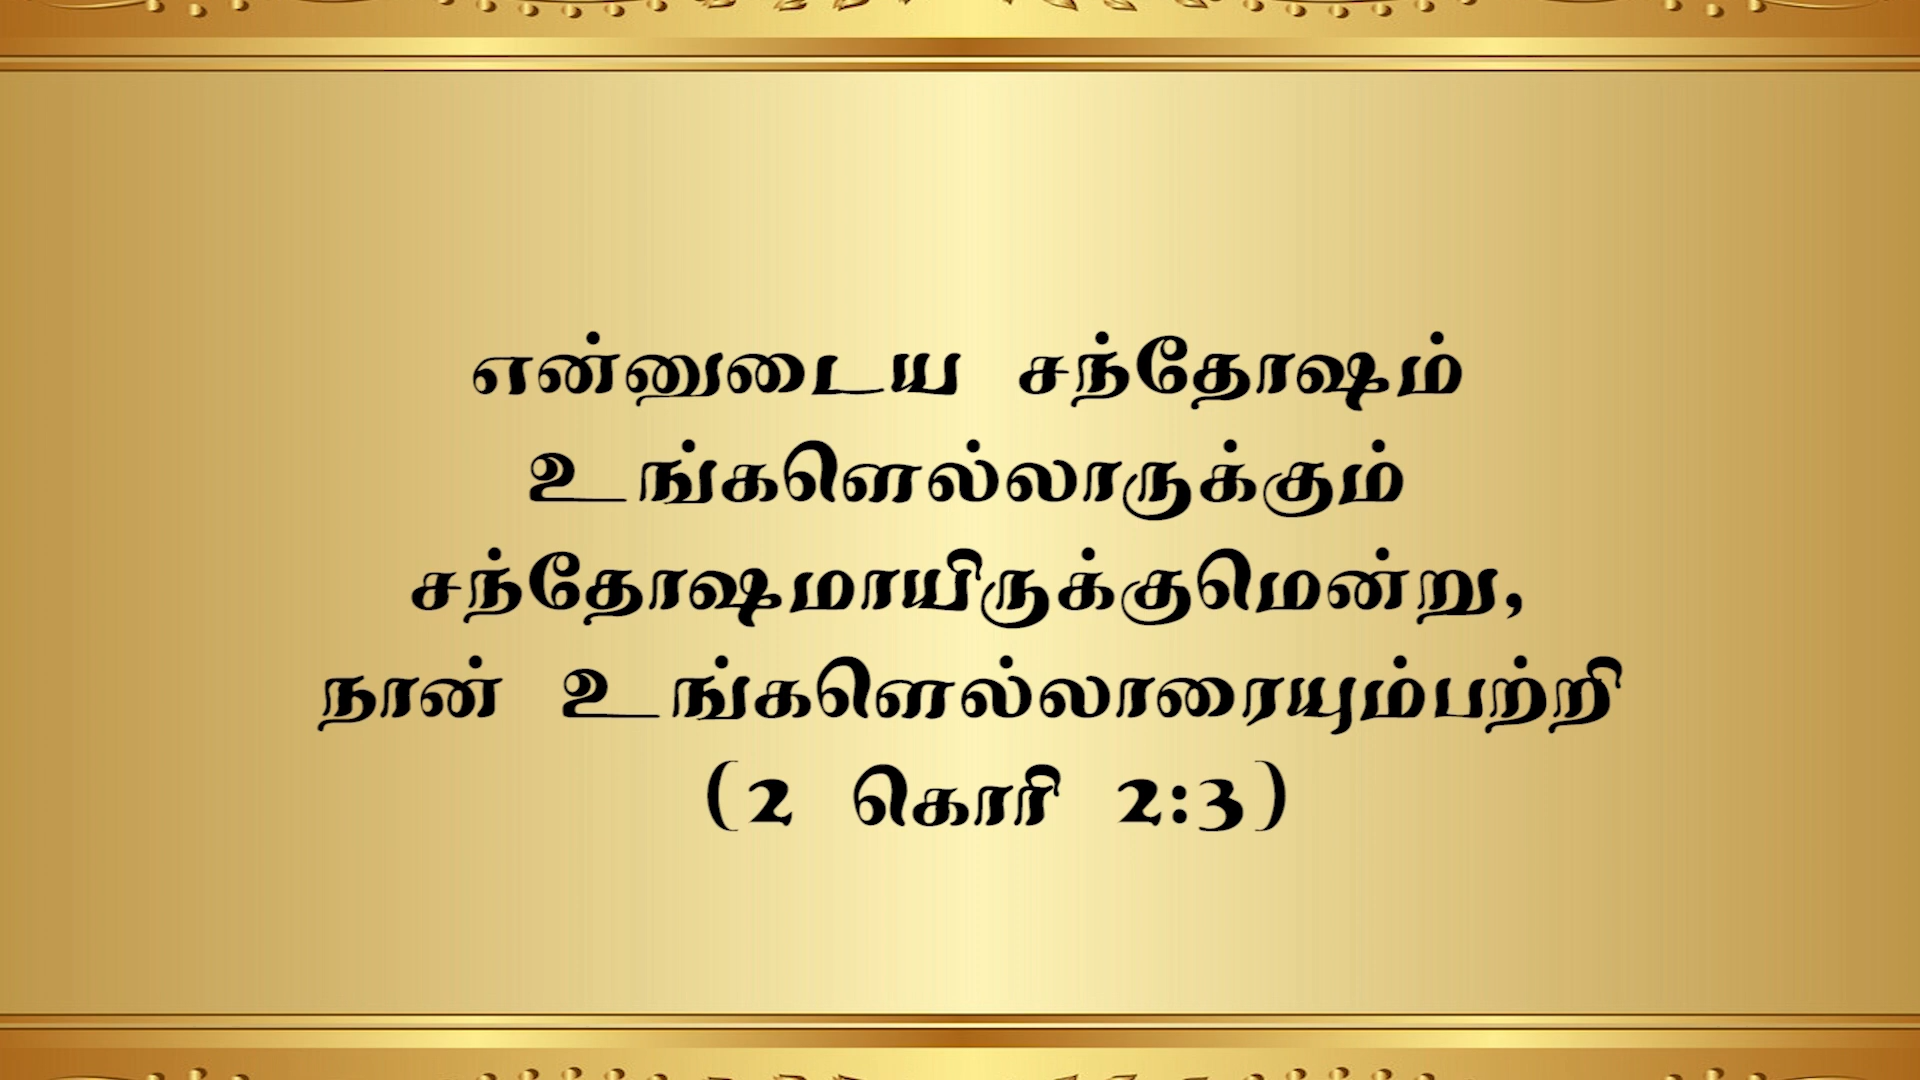 என்னுடைய சந்தோஷம்
உங்களெல்லாருக்கும்
சந்தோஷமாயிருக்குமென்று,
நான் உங்களெல்லாரையும்பற்றி
(2 கொரி 2:3)